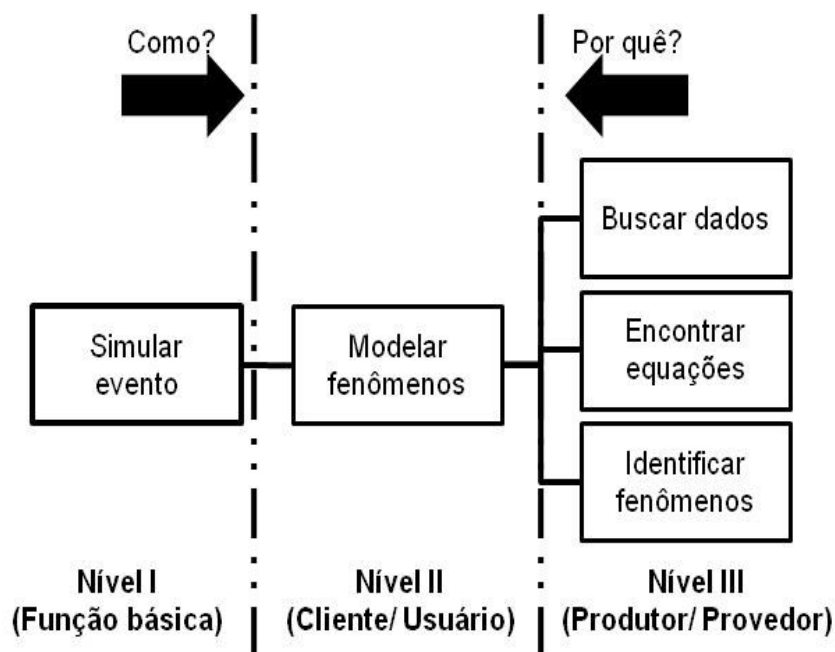 Como?
Por quê?
Buscar dados
Simular
evento
Modelar
fenômenos
Encontrar
equações
Identificar
fenômenos
Nível I
(Função básica)
Nível II
(Cliente/ Usuário)
Nível III
(Produtor/ Provedor)